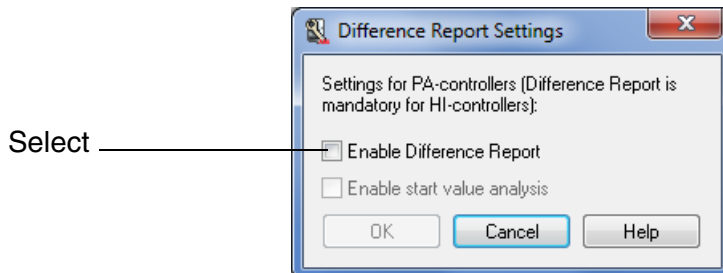 Difference Report Settings
Settings for PA-controllers (Difference Report is
mandatory for HI-controllers):
Select
Enable Difference Report
Enable start value analysis
OK Cancel Help